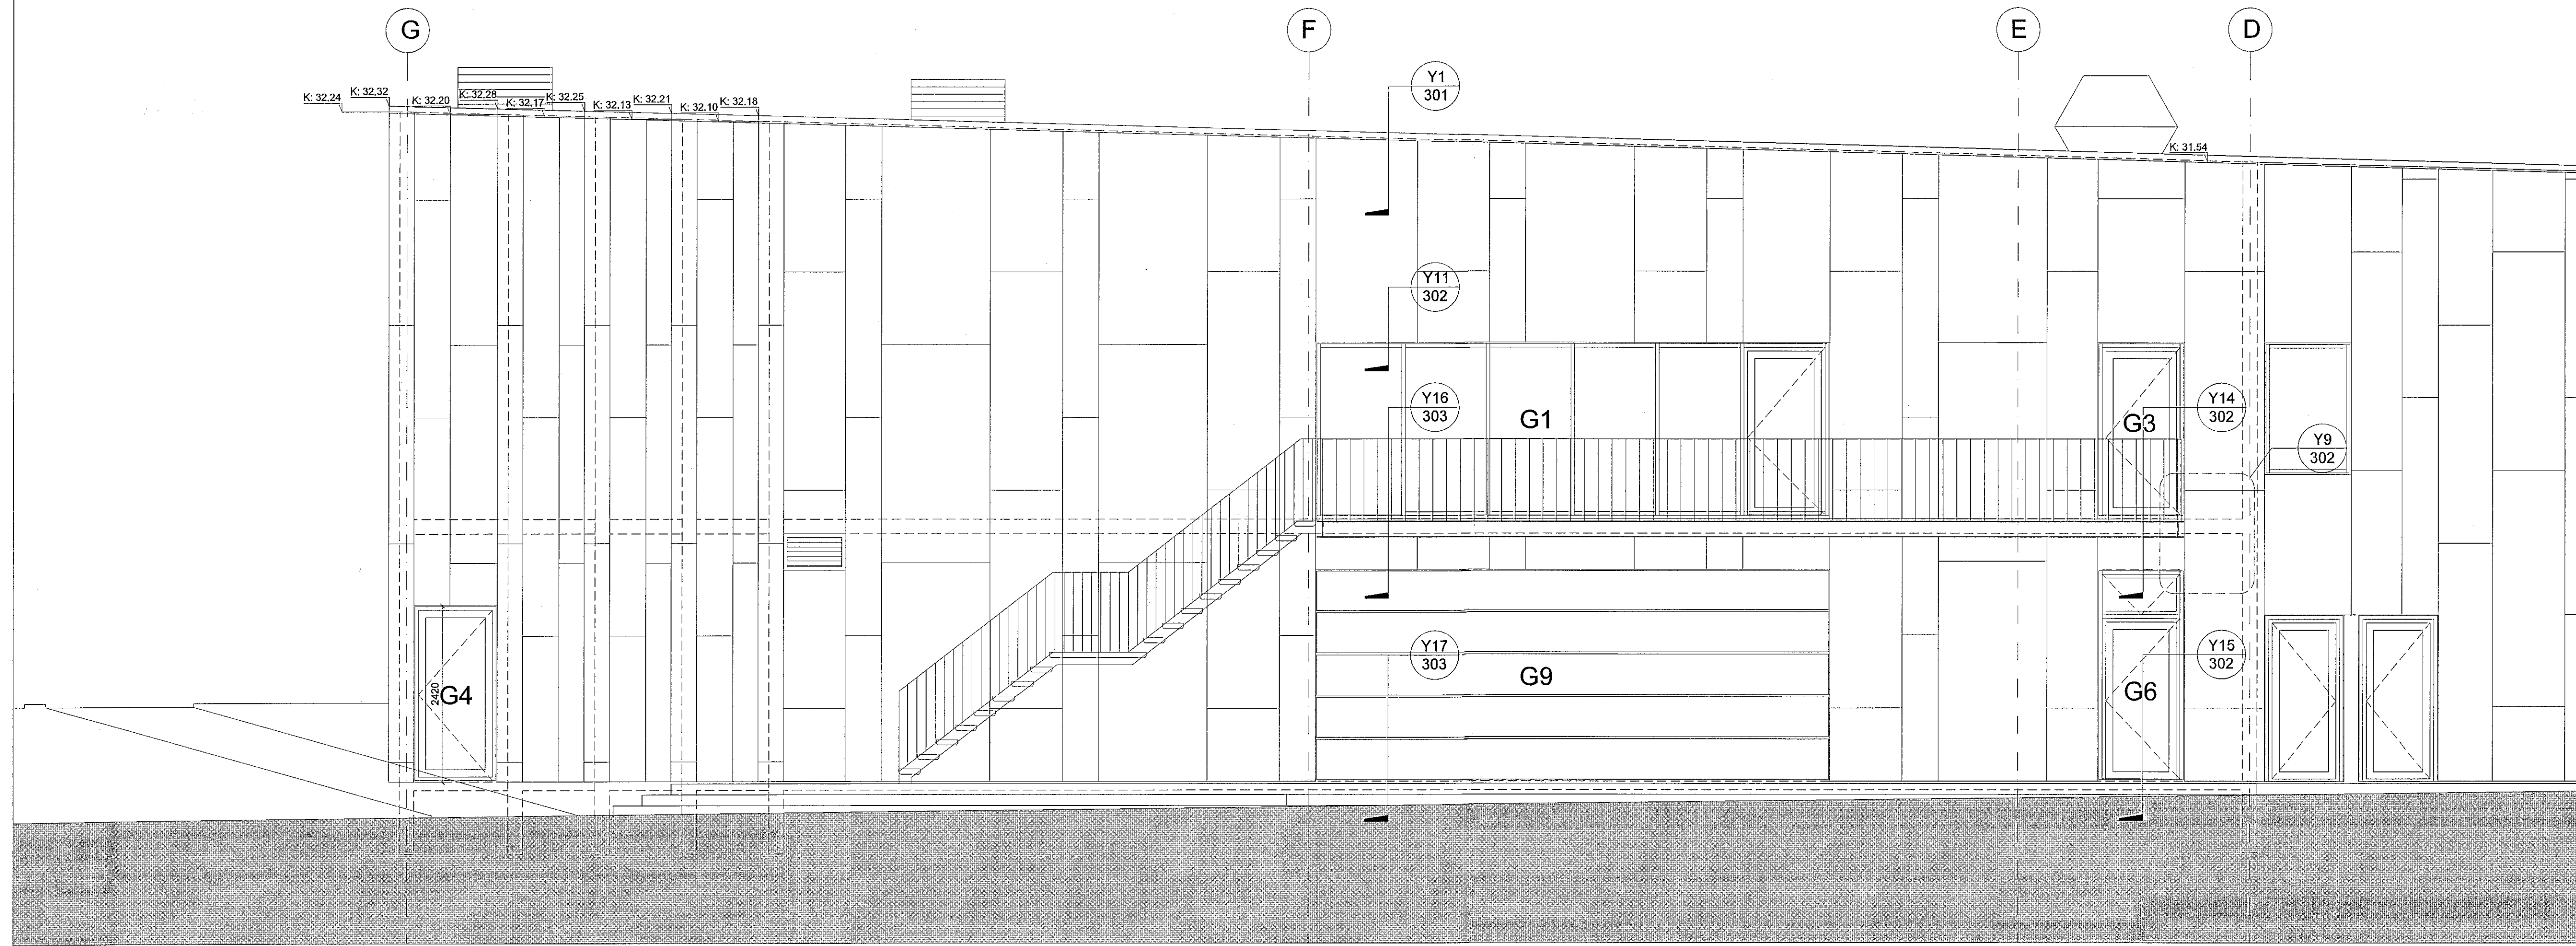 G
F
E
D
K: 32.24
K: 32.32
K: 32.20
K: 32.28
K: 32.17
K: 32.25
K: 32.13
K: 32.21
K: 32.10
K: 32.18
Y1
301
K: 31.54
Y11
302
Y16
303
G1
G3
Y14
302
Y9
302
Y17
303
G9
Y15
302
G6
2420
G4